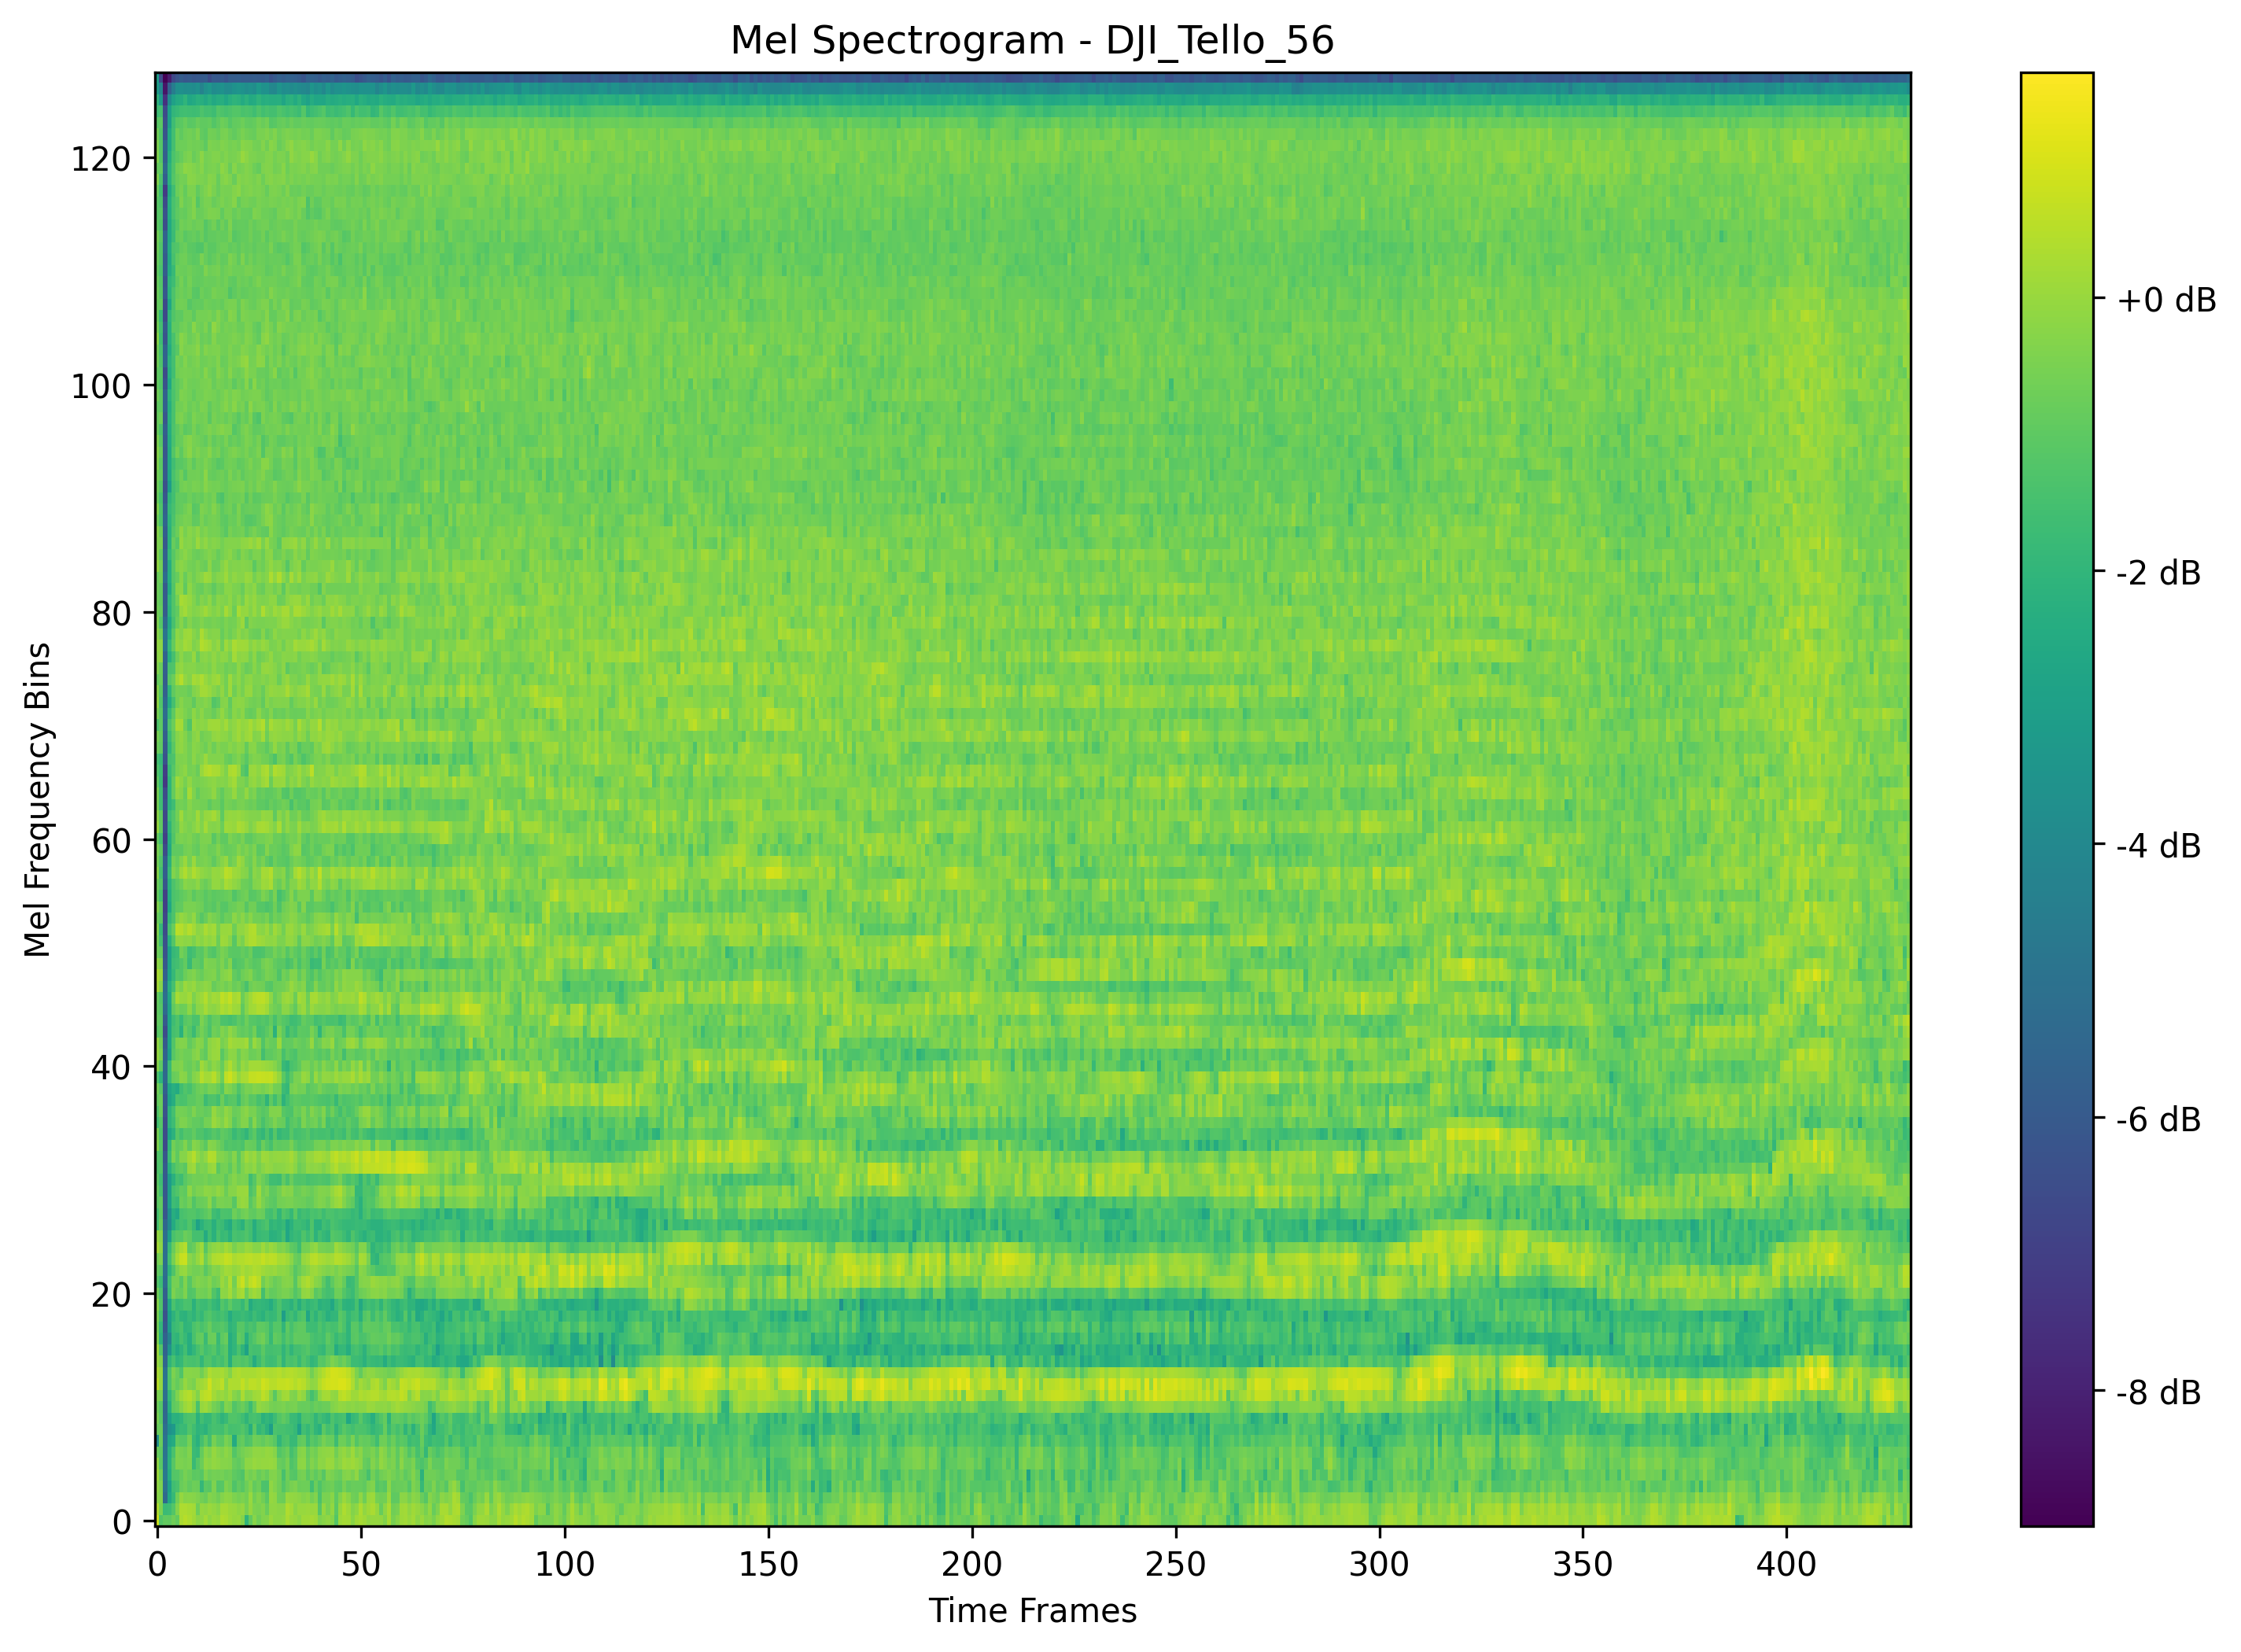 Mel Spectrogram - DJI_Tello_56
Mel Frequency Bins
120
100
80
60
40
20
0
0 50 100 150 200 250 300 350 400
Time Frames
+0 dB
-2 dB
-4 dB
-6 dB
-8 dB